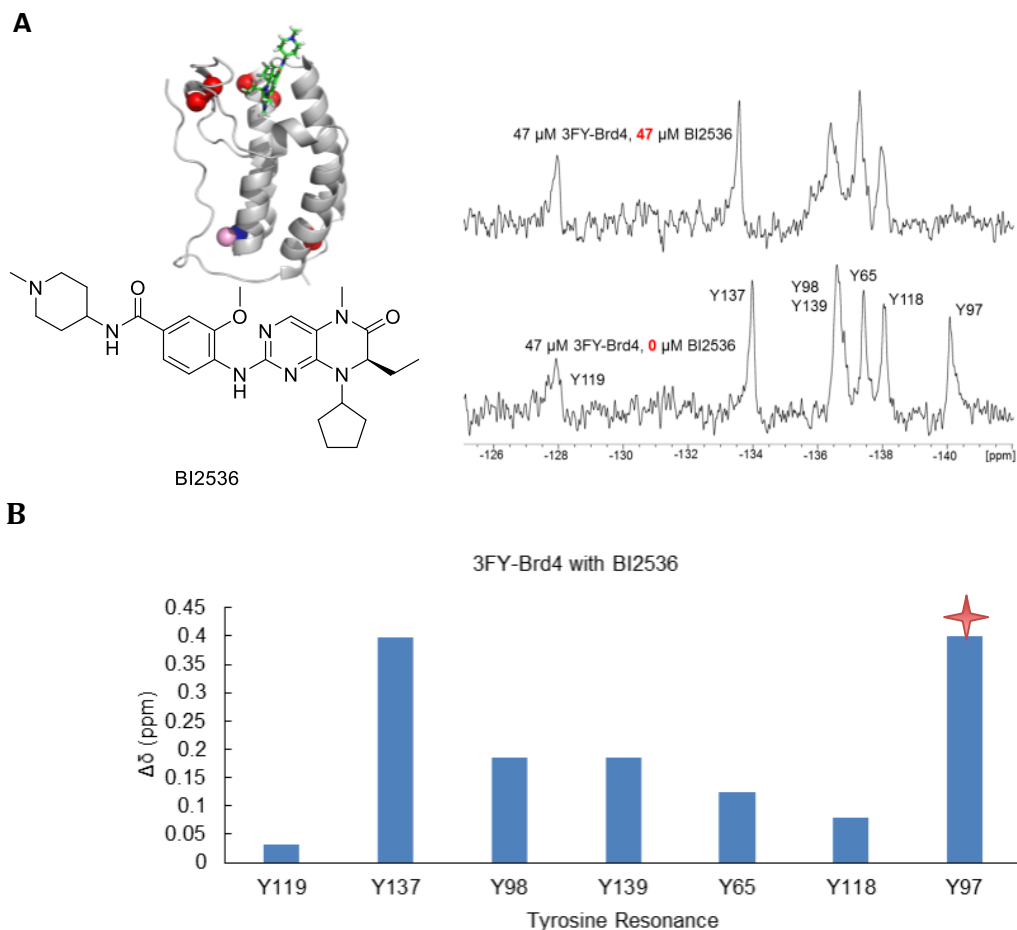 A
47 µM 3FY-Brd4, 47 µM BI2536
Y137
Y98
Y139
Y65
Y118
Y97
47 µM 3FY-Brd4, 0 µM BI2536
Y119
-126 -128 -130 -132 -134 -136 -138 -140 [ppm]
N
O
N
H
O
N
N
N
H
N
N
O
BI2536
B
3FY-Brd4 with BI2536
Δδ (ppm)
0.45
0.4
0.35
0.3
0.25
0.2
0.15
0.1
0.05
0
Y119 Y137 Y98 Y139 Y65 Y118 Y97
Tyrosine Resonance